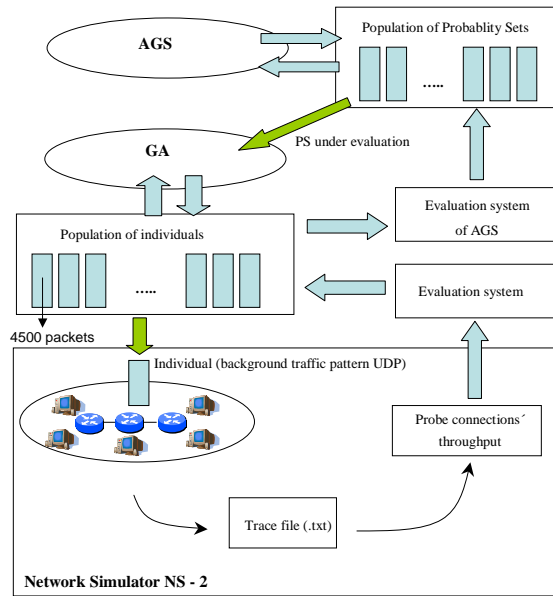 AGS
Population of Probablity Sets
.....
PS under evaluation
GA
Evaluation system
of AGS
Population of individuals
.....
Evaluation system
4500 packets
Individual (background traffic pattern UDP)
Probe connections´
throughput
Trace file (.txt)
Network Simulator NS - 2